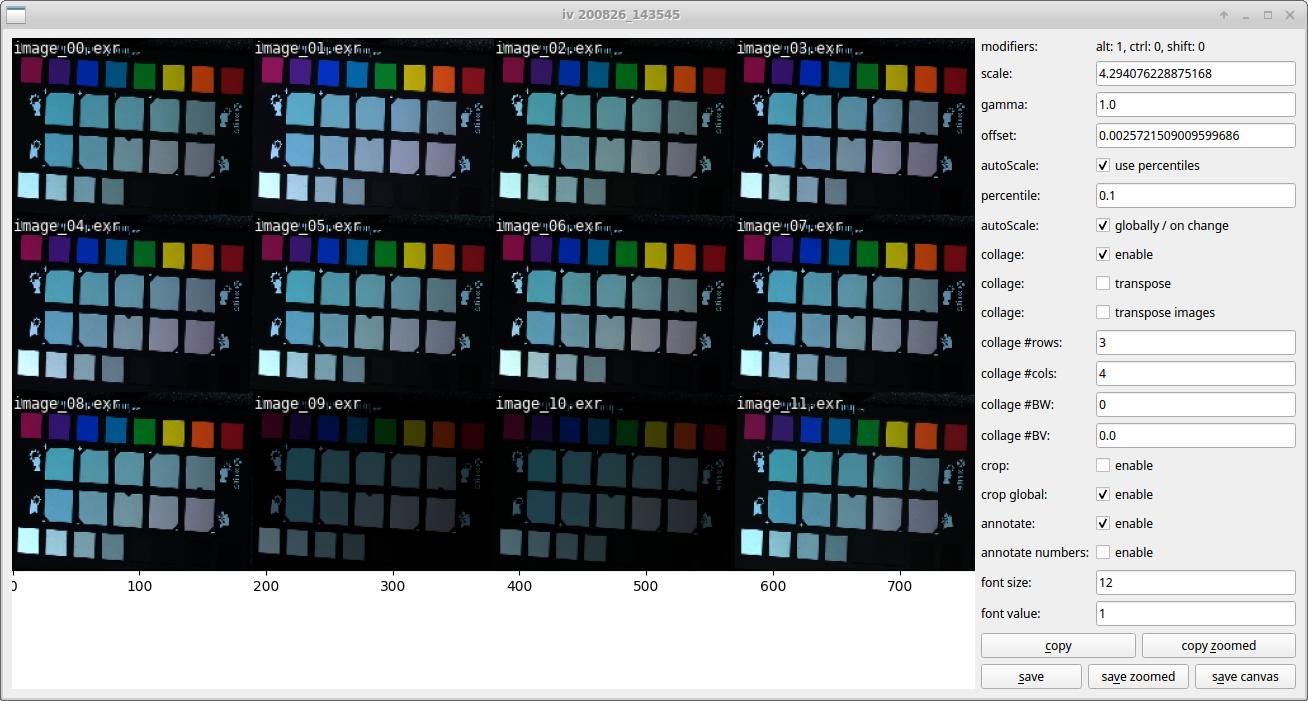 iv 200826_143545
image_00.exr image_01.exr image_02.exr image_03.exr
image_04.exr image_05.exr image_06.exr image_07.exr
image_08.exr image_09.exr image_10.exr image_11.exr
0 100 200 300 400 500 600 700
modifiers: alt: 1, ctrl: 0, shift: 0
scale: 4.294076228875168
gamma: 1.0
offset: 0.0025721509009599686
autoScale: use percentiles
percentile: 0.1
autoScale: globally / on change
collage: enable
collage: transpose
collage: transpose images
collage #rows: 3
collage #cols: 4
collage #BW: 0
collage #BV: 0.0
crop: enable
crop global: enable
annotate: enable
annotate numbers: enable
font size: 12
font value: 1
copy copy zoomed
save save zoomed save canvas